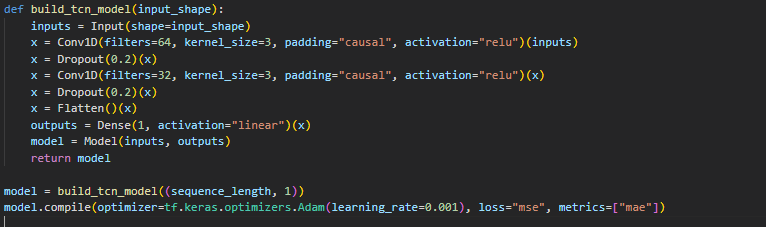 def build_tcn_model(input_shape):
    inputs = Input(shape=input_shape)
    x = Conv1D(filters=64, kernel_size=3, padding="causal", activation="relu")(inputs)
    x = Dropout(0.2)(x)
    x = Conv1D(filters=32, kernel_size=3, padding="causal", activation="relu")(x)
    x = Dropout(0.2)(x)
    x = Flatten()(x)
    outputs = Dense(1, activation="linear")(x)
    model = Model(inputs, outputs)
    return model

model = build_tcn_model((sequence_length, 1))
model.compile(optimizer=tf.keras.optimizers.Adam(learning_rate=0.001), loss="mse", metrics=["mae"])